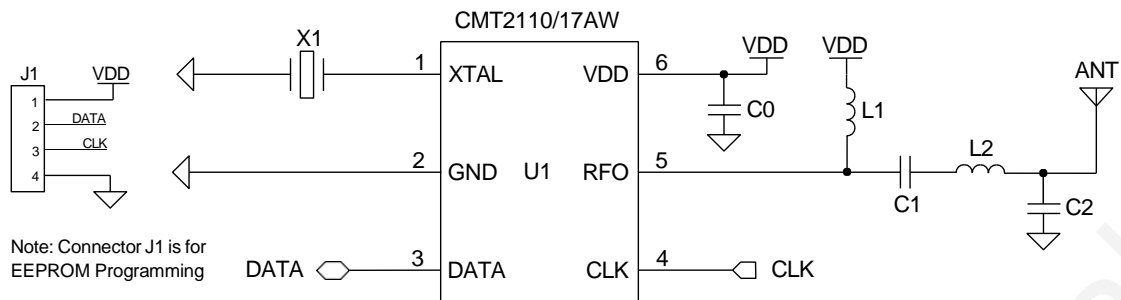 CMT2110/17AW
X1
J1
VDD
1
2
3
4
DATA
CLK
1
XTAL
VDD
6
VDD
VDD
ANT
C0
L1
2
GND
U1
RFO
5
L2
C1
C2
Note: Connector J1 is for
EEPROM Programming
DATA
3
DATA
CLK
4
CLK